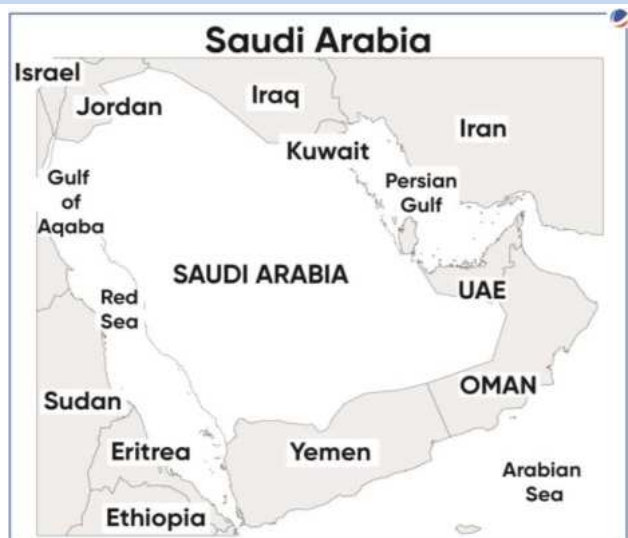 Saudi Arabia
Israel
Jordan
Iraq
Iran
Kuwait
Gulf
of
Aqaba
Persian
Gulf
SAUDI ARABIA
UAE
Red
Sea
OMAN
Sudan
Eritrea
Yemen
Arabian
Sea
Ethiopia